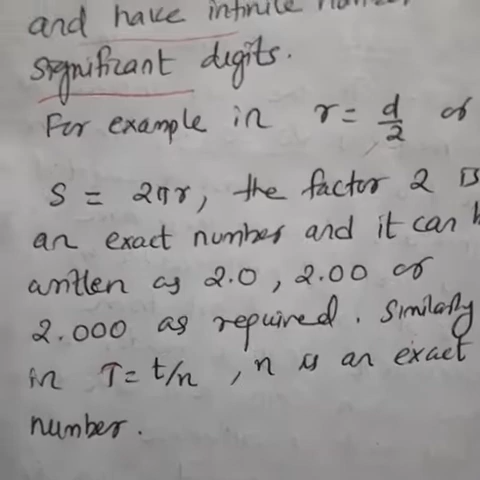 and have infinite
significant digits.
For example in r = d/2 or
S = 2πr, the factor 2 is
an exact number and it can
written as 2.0, 2.00 or
2.000 as required. Similarly
in T = t/n, n is an exact
number.